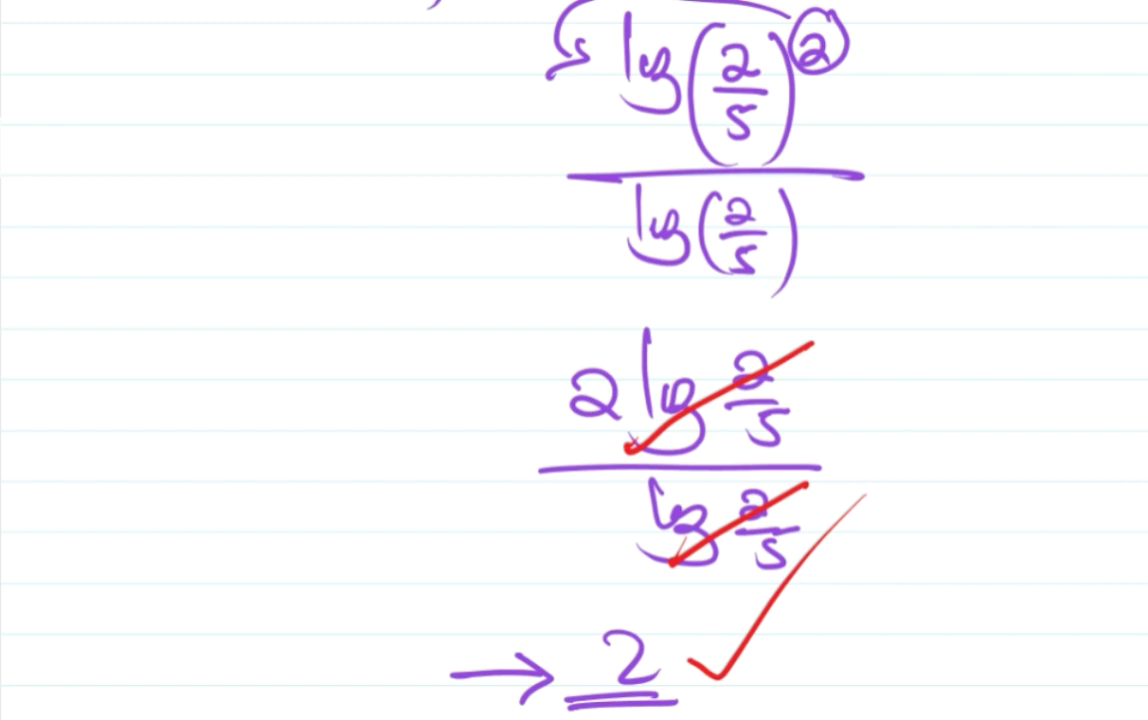 lg(2/5)^2
lg(2/5)
2 lg 2/5
lg 2/5
→ 2